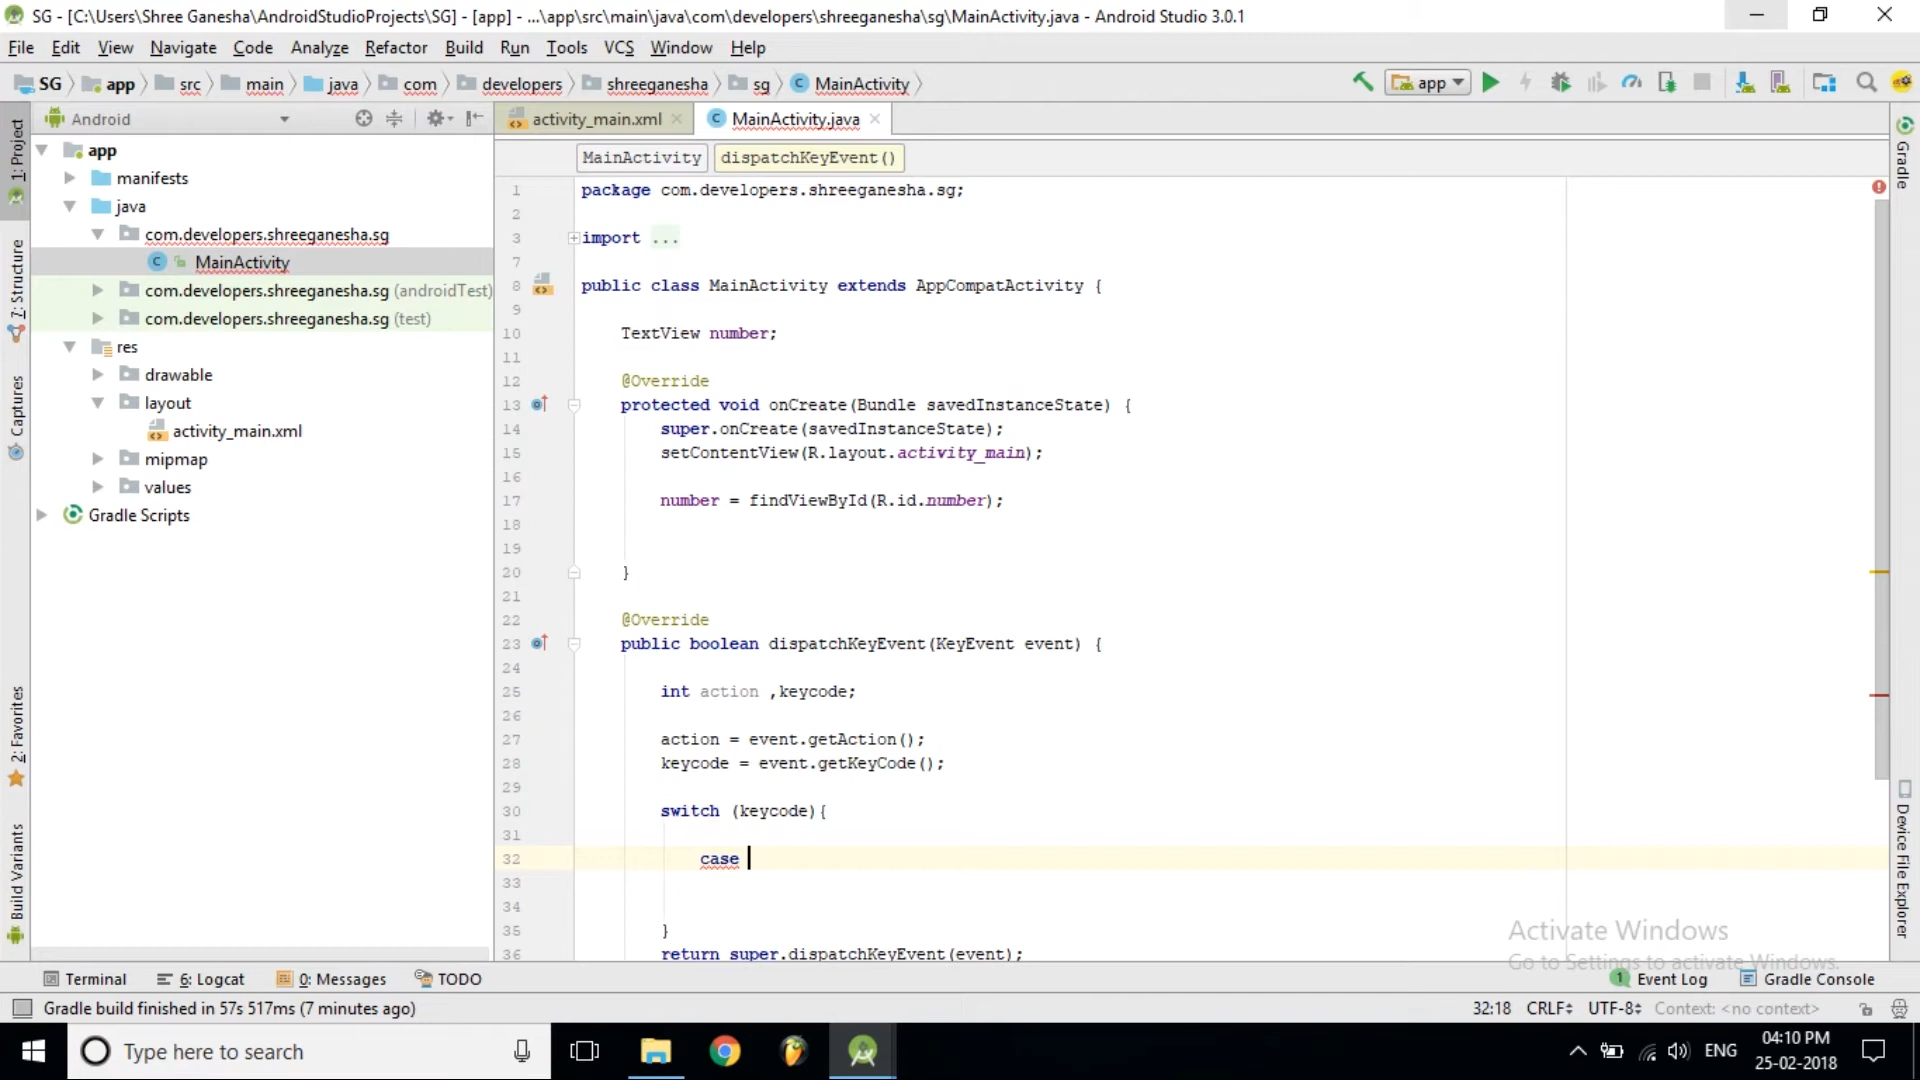 SG - [C:\Users\Shree Ganesha\AndroidStudioProjects\SG] - [app] - ...\app\src\main\java\com\developers\shreeganesha\sg\MainActivity.java - Android Studio 3.0.1
File Edit View Navigate Code Analyze Refactor Build Run Tools VCS Window Help
SG app src main java com developers shreeganesha sg MainActivity app
Android
activity_main.xml MainActivity.java
MainActivity dispatchKeyEvent()
1: Project
7: Structure
Captures
2: Favorites
Build Variants
app
manifests
java
com.developers.shreeganesha.sg
MainActivity
com.developers.shreeganesha.sg (androidTest)
com.developers.shreeganesha.sg (test)
res
drawable
layout
activity_main.xml
mipmap
values
Gradle Scripts
1 package com.developers.shreeganesha.sg;
2
3 import ...
7
8 public class MainActivity extends AppCompatActivity {
9
10 TextView number;
11
12 @Override
13 protected void onCreate(Bundle savedInstanceState) {
14 super.onCreate(savedInstanceState);
15 setContentView(R.layout.activity_main);
16
17 number = findViewById(R.id.number);
18
19
20 }
21
22 @Override
23 public boolean dispatchKeyEvent(KeyEvent event) {
24
25 int action ,keycode;
26
27 action = event.getAction();
28 keycode = event.getKeyCode();
29
30 switch (keycode){
31
32 case
33
34
35 }
36 return super.dispatchKeyEvent(event);
Gradle
Device File Explorer
Activate Windows
Go to Settings to activate Windows.
Terminal 6: Logcat 0: Messages TODO 1 Event Log Gradle Console
Gradle build finished in 57s 517ms (7 minutes ago) 32:18 CRLF UTF-8 Context: <no context>
Type here to search ENG 04:10 PM
25-02-2018